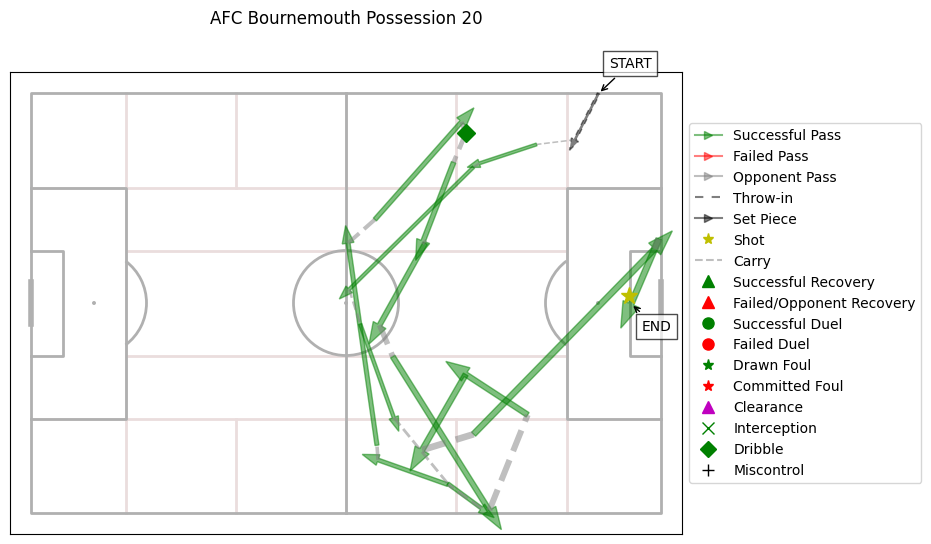 AFC Bournemouth Possession 20
START
END
Successful Pass
Failed Pass
Opponent Pass
Throw-in
Set Piece
Shot
Carry
Successful Recovery
Failed/Opponent Recovery
Successful Duel
Failed Duel
Drawn Foul
Committed Foul
Clearance
Interception
Dribble
Miscontrol